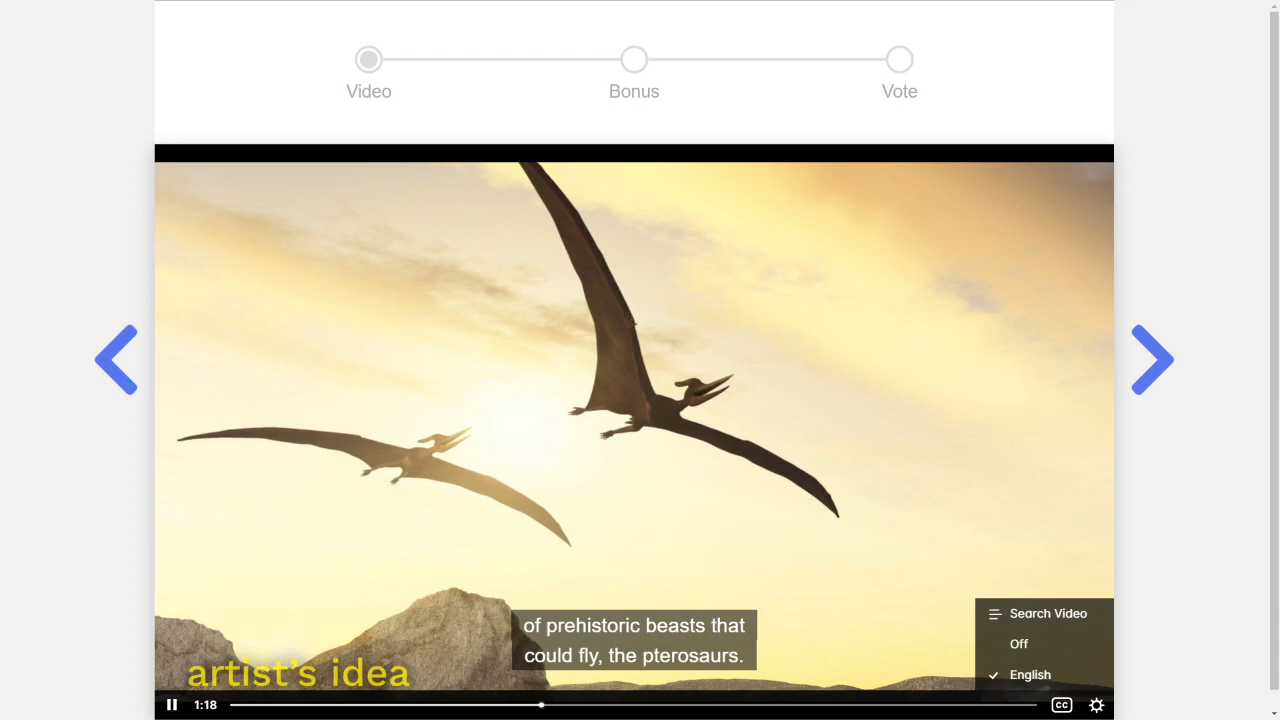 Video
Bonus
Vote
of prehistoric beasts that
could fly, the pterosaurs.
artist's idea
Search Video
Off
English
1:18
CC